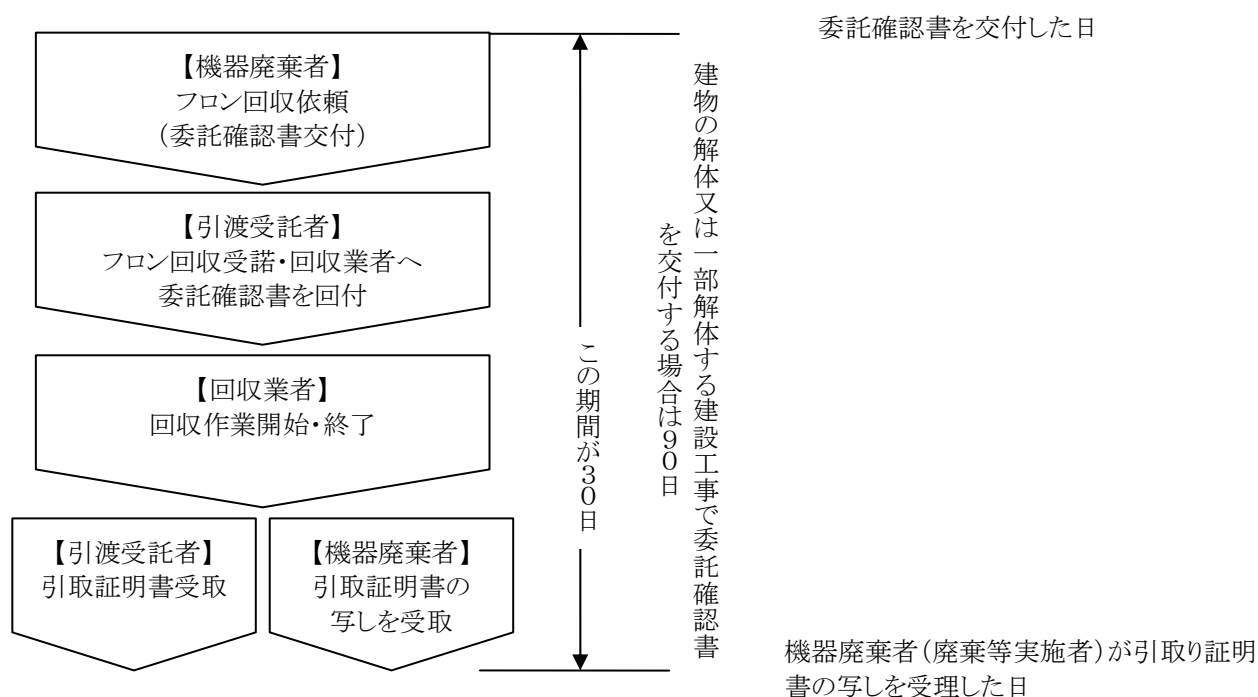 委託確認書を交付した日
【機器廃棄者】
フロン回収依頼
(委託確認書交付)
【引渡受託者】
フロン回収受諾・回収業者へ
委託確認書を回付
【回収業者】
回収作業開始・終了
【引渡受託者】
引取証明書受取
【機器廃棄者】
引取証明書の
写しを受取
この期間が30日
建物の解体又は一部解体する建設工事で委託確認書
を交付する場合は90日
機器廃棄者(廃棄等実施者)が引取り証明
書の写しを受理した日